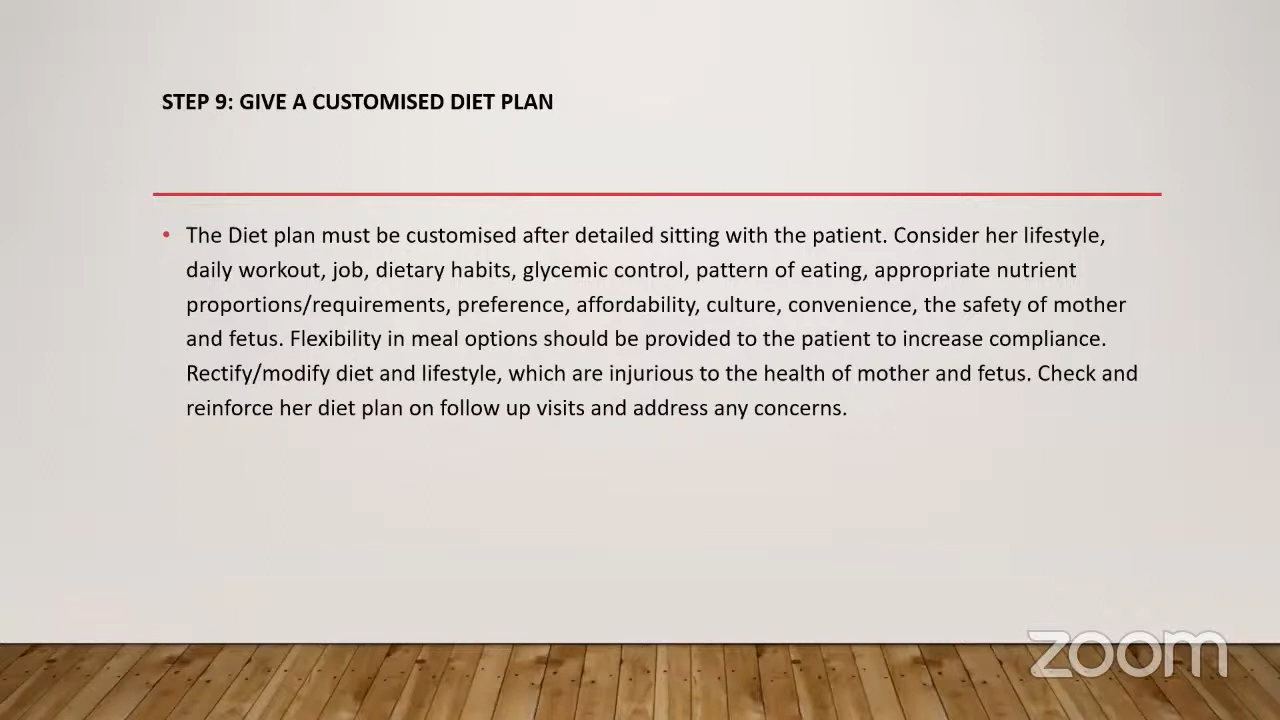 STEP 9: GIVE A CUSTOMISED DIET PLAN
• The Diet plan must be customised after detailed sitting with the patient. Consider her lifestyle,
daily workout, job, dietary habits, glycemic control, pattern of eating, appropriate nutrient
proportions/requirements, preference, affordability, culture, convenience, the safety of mother
and fetus. Flexibility in meal options should be provided to the patient to increase compliance.
Rectify/modify diet and lifestyle, which are injurious to the health of mother and fetus. Check and
reinforce her diet plan on follow up visits and address any concerns.
zoom